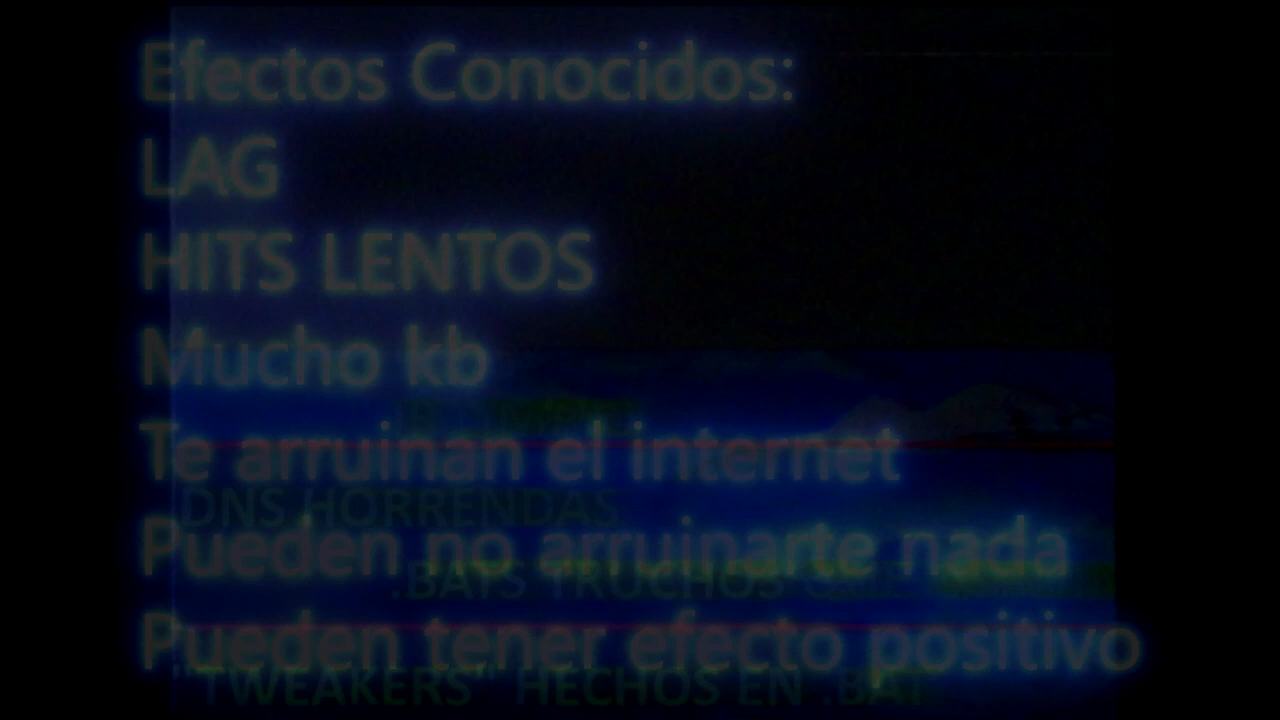 Efectos Conocidos:
LAG
HITS LENTOS
Mucho kb
Te arruinan el internet
DNS HORRENDAS
Pueden no arruinarte nada
.BATS TRUCHOS QUE
Pueden tener efecto positivo
"TWEAKERS" HECHOS EN .BAT